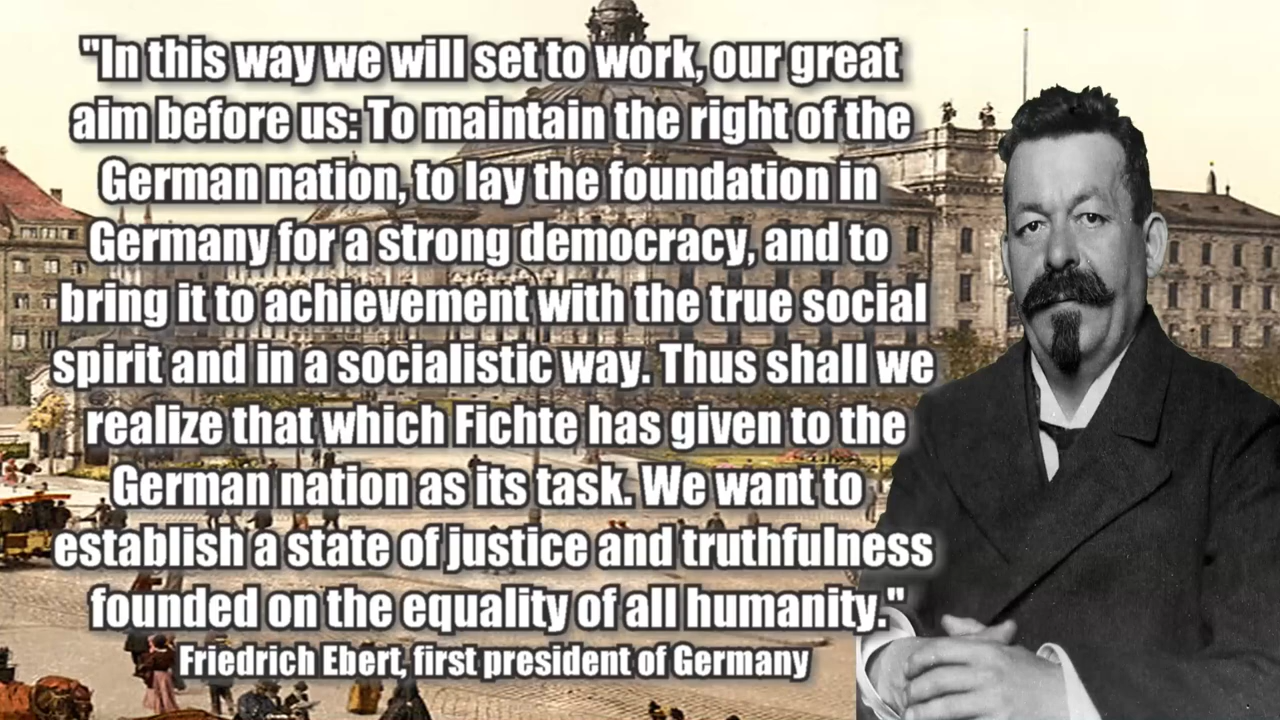 "In this way we will set to work, our great
aim before us: To maintain the right of the
German nation, to lay the foundation in
Germany for a strong democracy, and to
bring it to achievement with the true social
spirit and in a socialistic way. Thus shall we
realize that which Fichte has given to the
German nation as its task. We want to
establish a state of justice and truthfulness
founded on the equality of all humanity."
Friedrich Ebert, first president of Germany